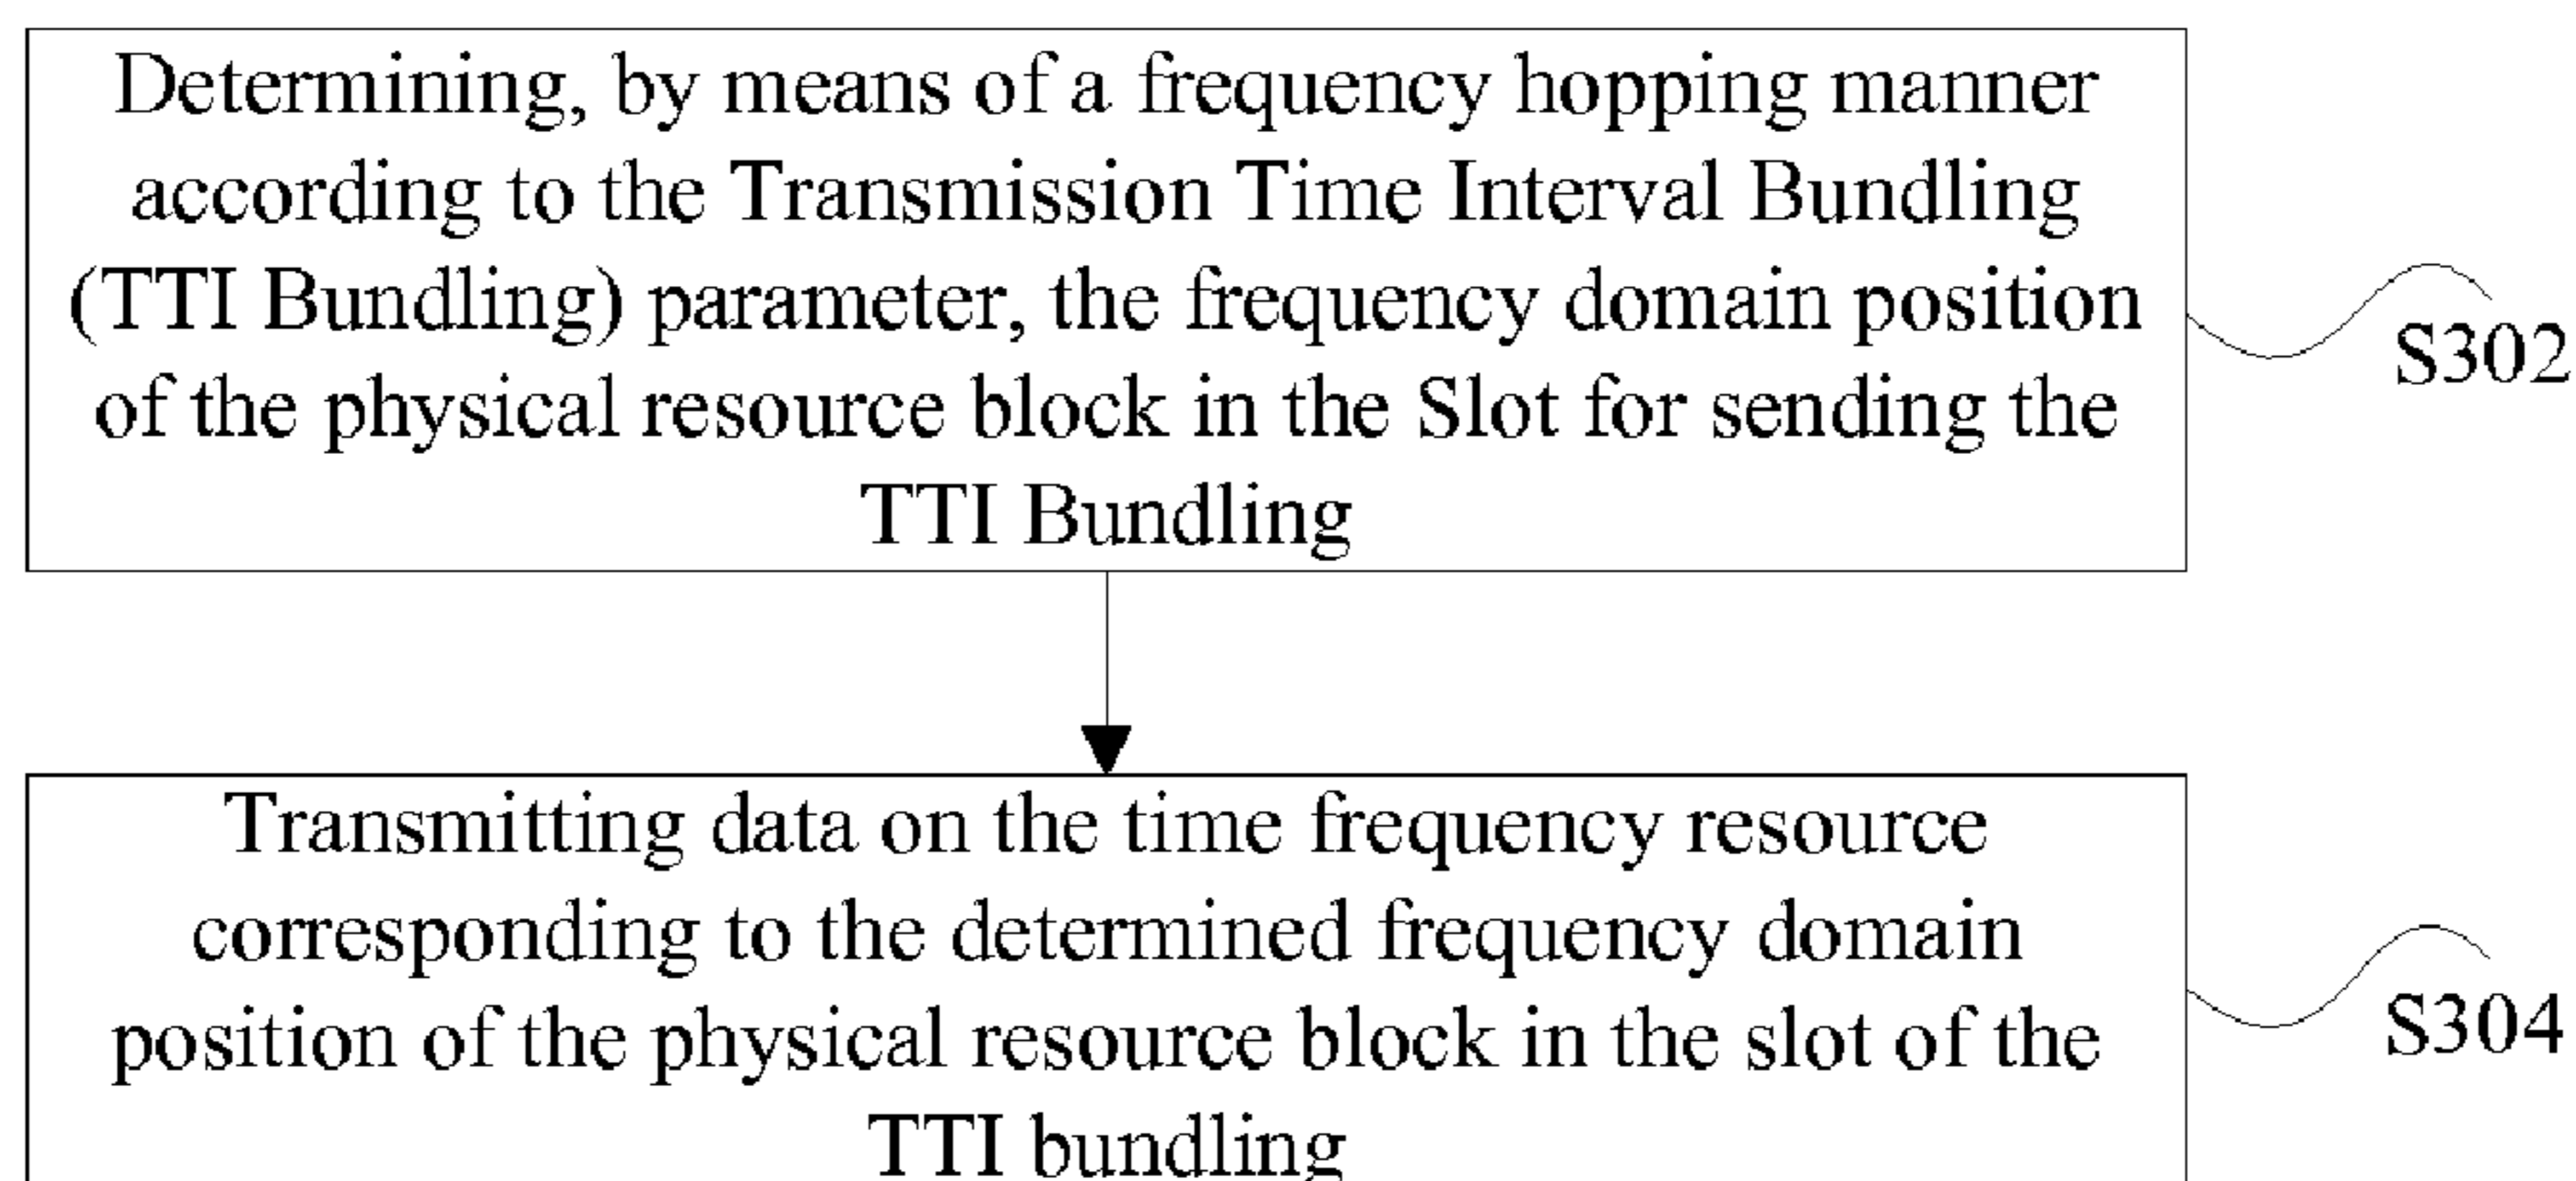 Determining, by means of a frequency hopping manner
according to the Transmission Time Interval Bundling
(TTI Bundling) parameter, the frequency domain position
of the physical resource block in the Slot for sending the
TTI Bundling
S302
Transmitting data on the time frequency resource
corresponding to the determined frequency domain
position of the physical resource block in the slot of the
TTI bundling
S304